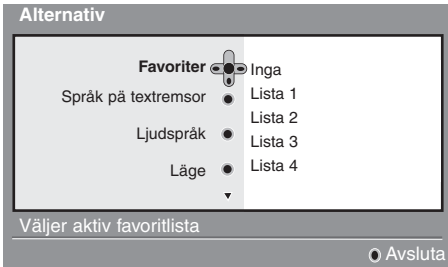 Alternativ
Favoriter
Språk på textremsor
Ljudspråk
Läge
Inga
Lista 1
Lista 2
Lista 3
Lista 4
Väljer aktiv favoritlista
Avsluta